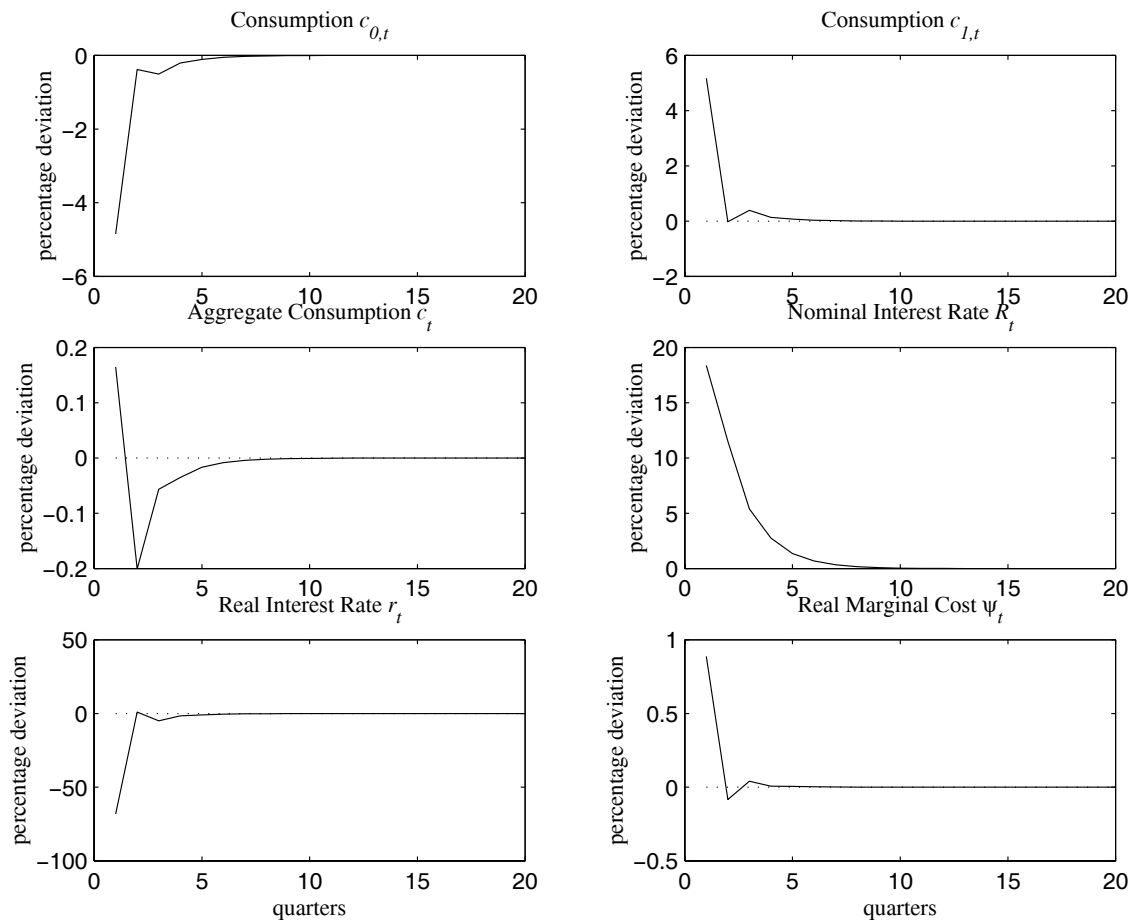 Consumption c0,t
percentage deviation
0
−2
−4
−6
0 5 10 15 20
Consumption c1,t
percentage deviation
6
4
2
0
−2
0 5 10 15 20
Aggregate Consumption ct
percentage deviation
0.2
0.1
0
−0.1
−0.2
0 5 10 15 20
Nominal Interest Rate Rt
percentage deviation
20
15
10
5
0
0 5 10 15 20
Real Interest Rate rt
percentage deviation
50
0
−50
−100
0 5 10 15 20
quarters
Real Marginal Cost ψt
percentage deviation
1
0.5
0
−0.5
0 5 10 15 20
quarters